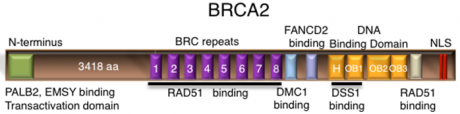 BRCA2
FANCD2 DNA
N-terminus BRC repeats binding Binding Domain NLS
3418 aa 1 2 3 4 5 6 7 8 H OB1 OB2 OB3
PALB2, EMSY binding RAD51 binding DMC1 DSS1 RAD51
Transactivation domain binding binding binding